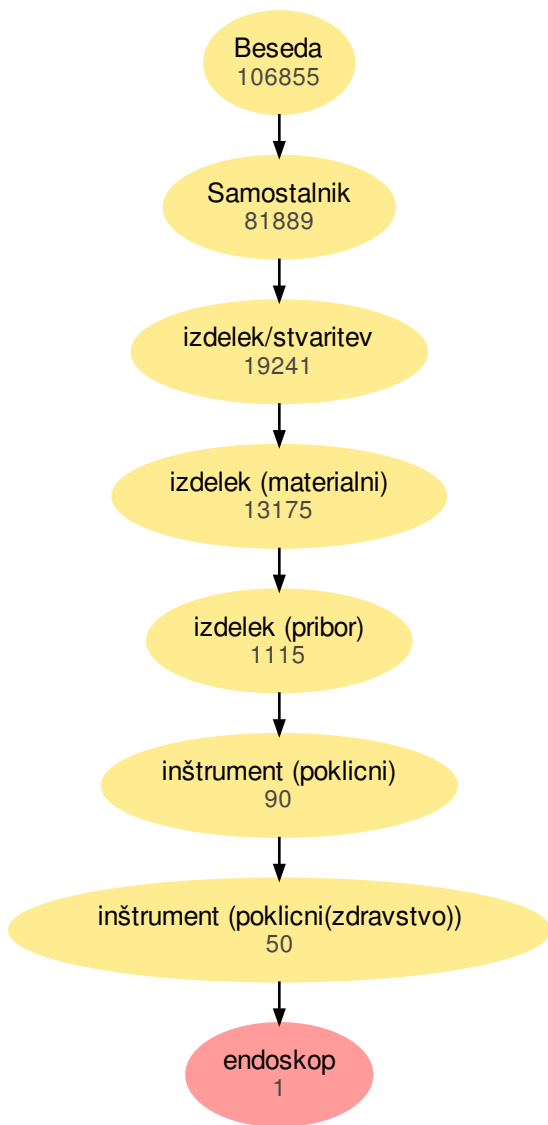 Beseda
106855
Samostalnik
81889
izdelek/stvaritev
19241
izdelek (materialni)
13175
izdelek (pribor)
1115
inštrument (poklicni)
90
inštrument (poklicni(zdravstvo))
50
endoskop
1